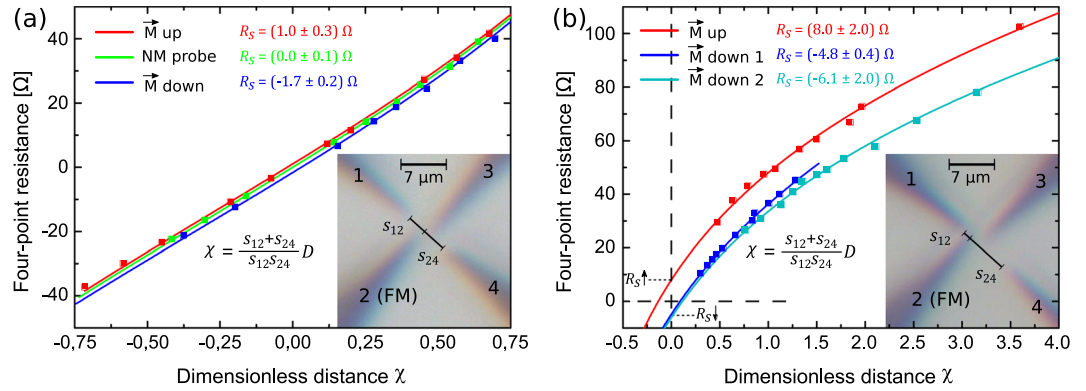 (a)
M up
NM probe
M down
R_S = (1.0 ± 0.3) Ω
R_S = (0.0 ± 0.1) Ω
R_S = (-1.7 ± 0.2) Ω
Four-point resistance [Ω]
40
20
0
-20
-40
χ = (s₁₂+s₂₄)/(s₁₂s₂₄) D
7 μm
1
3
s₁₂
s₂₄
2 (FM)
4
-0,75
-0,50
-0,25
0,00
0,25
0,50
0,75
Dimensionless distance χ
(b)
M up
M down 1
M down 2
R_S = (8.0 ± 2.0) Ω
R_S = (-4.8 ± 0.4) Ω
R_S = (-6.1 ± 2.0) Ω
Four-point resistance [Ω]
100
80
60
40
20
0
R_S↑
R_S↓
χ = (s₁₂+s₂₄)/(s₁₂s₂₄) D
7 μm
1
3
s₁₂
s₂₄
2 (FM)
4
-0.5
0.0
0.5
1.0
1.5
2.0
2.5
3.0
3.5
4.0
Dimensionless distance χ